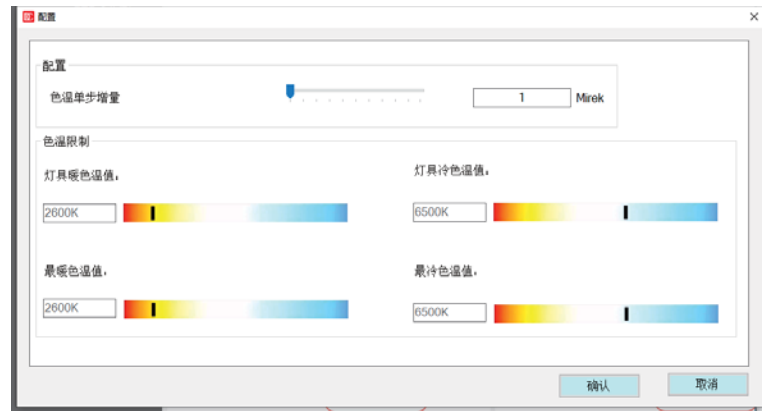 配置
配置
色温单步增量
1
Mirek
色温限制
灯具暖色温值,
灯具冷色温值,
2600K
6500K
最暖色温值,
最冷色温值,
2600K
6500K
确认
取消